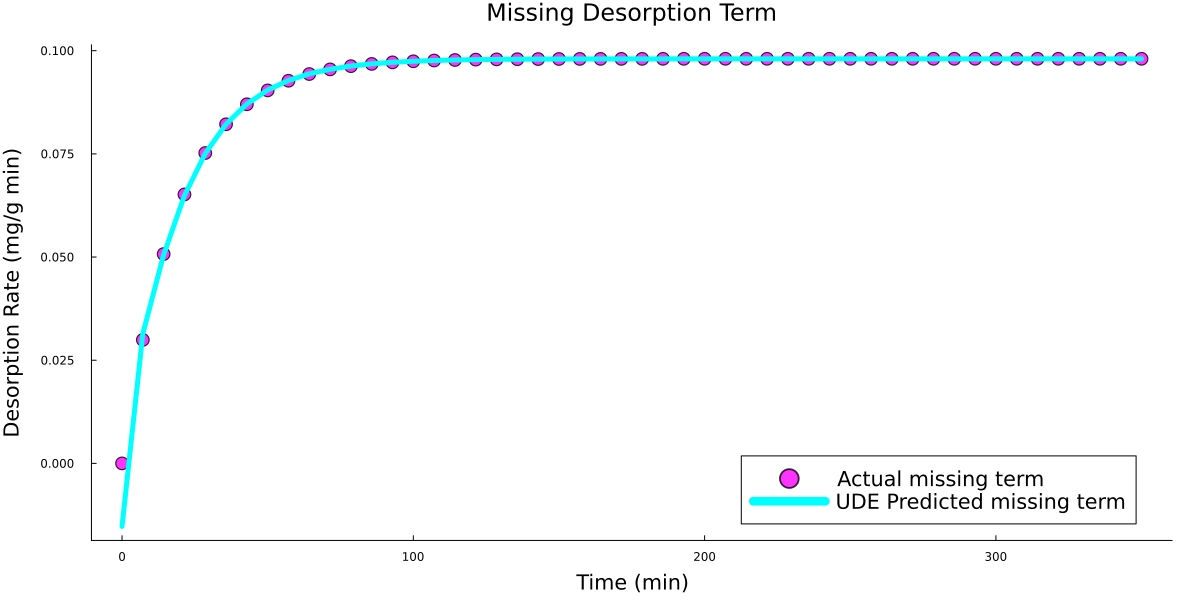 Missing Desorption Term
Desorption Rate (mg/g min)
0.100
0.075
0.050
0.025
0.000
Actual missing term
UDE Predicted missing term
0
100
200
300
Time (min)